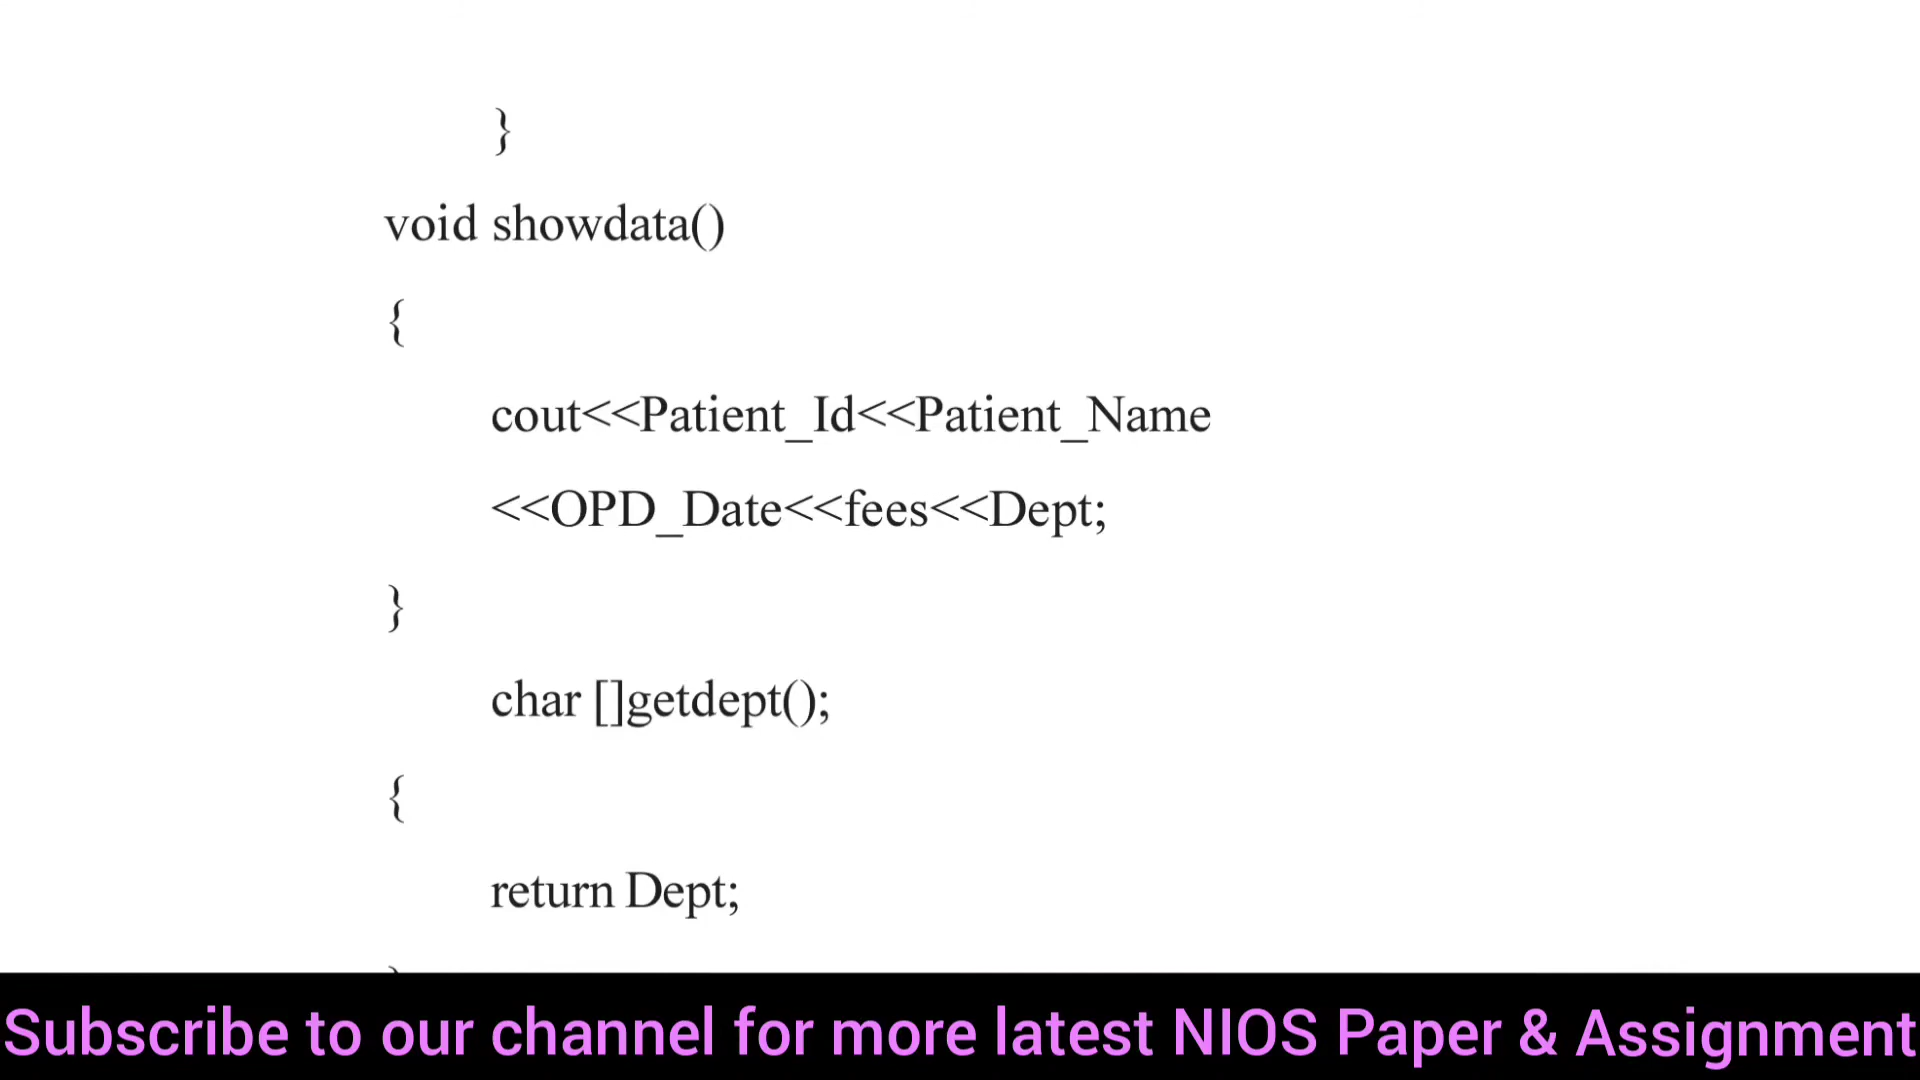 }
void showdata()
{
cout<<Patient_Id<<Patient_Name
<<OPD_Date<<fees<<Dept;
}
char []getdept();
{
return Dept;
Subscribe to our channel for more latest NIOS Paper & Assignment